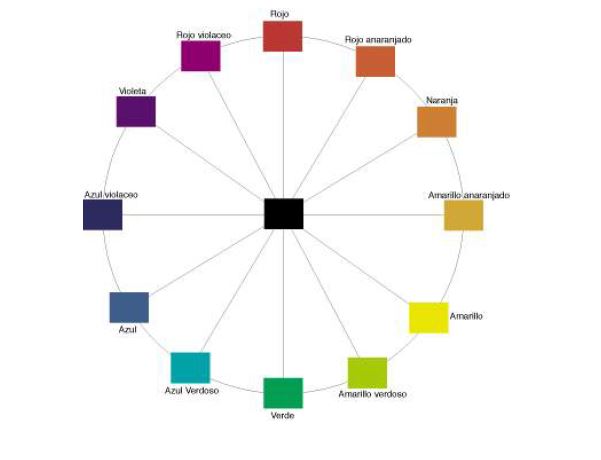 Rojo
Rojo violaceo
Rojo anaranjado
Violeta
Naranja
Azul violaceo
Amarillo anaranjado
Amarillo
Azul
Azul Verdoso
Amarillo verdoso
Verde